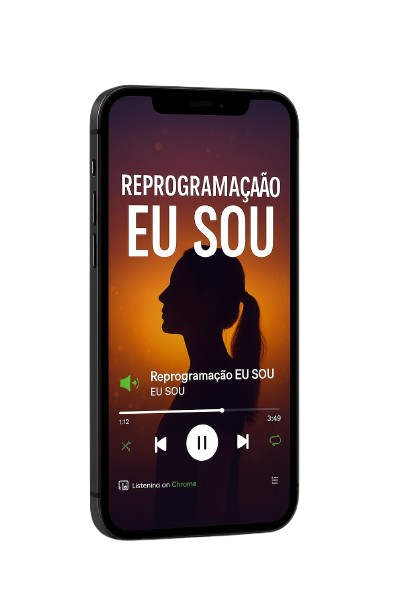 REPROGRAMAÇAÃO
EU SOU
Reprogramação EU SOU
EU SOU
1:12 3:49
Listening on Chrome